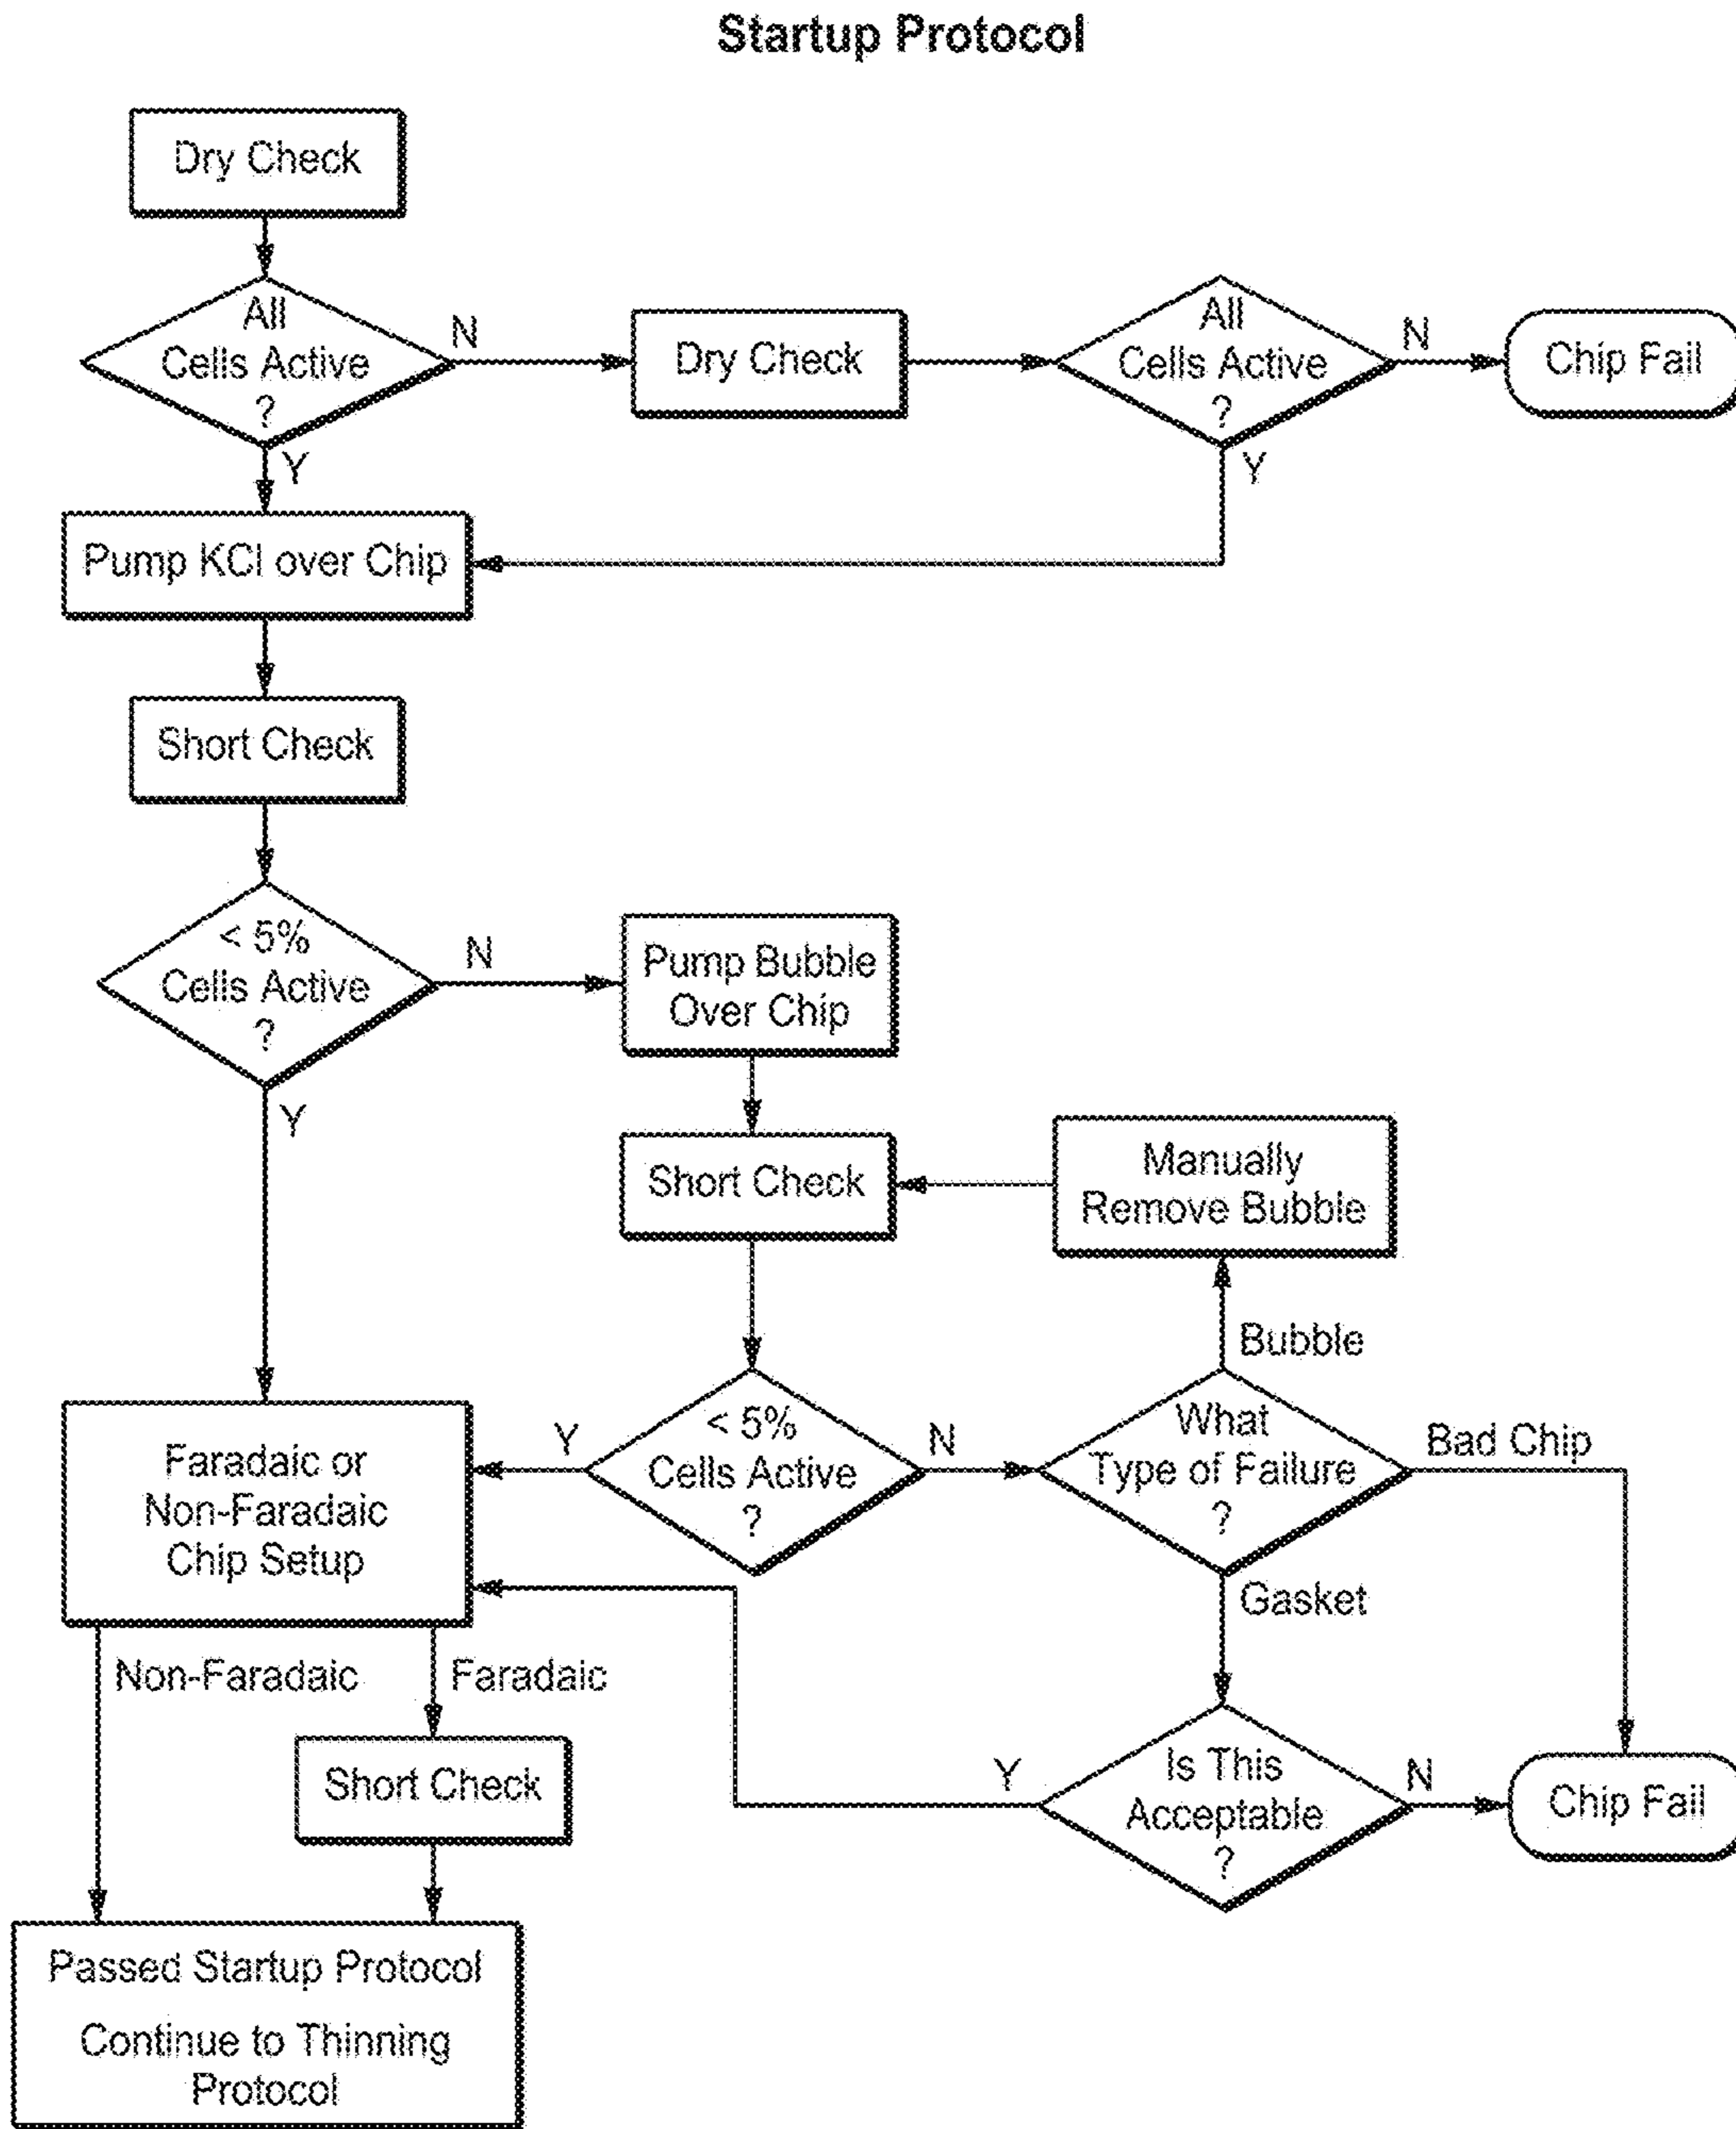 Startup Protocol
Dry Check
All
Cells Active
?
N
Dry Check
All
Cells Active
?
N
Chip Fail
Y
Y
Pump KCl over Chip
Short Check
< 5%
Cells Active
?
N
Pump Bubble
Over Chip
Y
Short Check
Manually
Remove Bubble
Bubble
Faradaic or
Non-Faradaic
Chip Setup
Y
< 5%
Cells Active
?
N
What
Type of Failure
?
Bad Chip
Gasket
Non-Faradaic
Faradaic
Short Check
Y
Is This
Acceptable
?
N
Chip Fail
Passed Startup Protocol
Continue to Thinning
Protocol